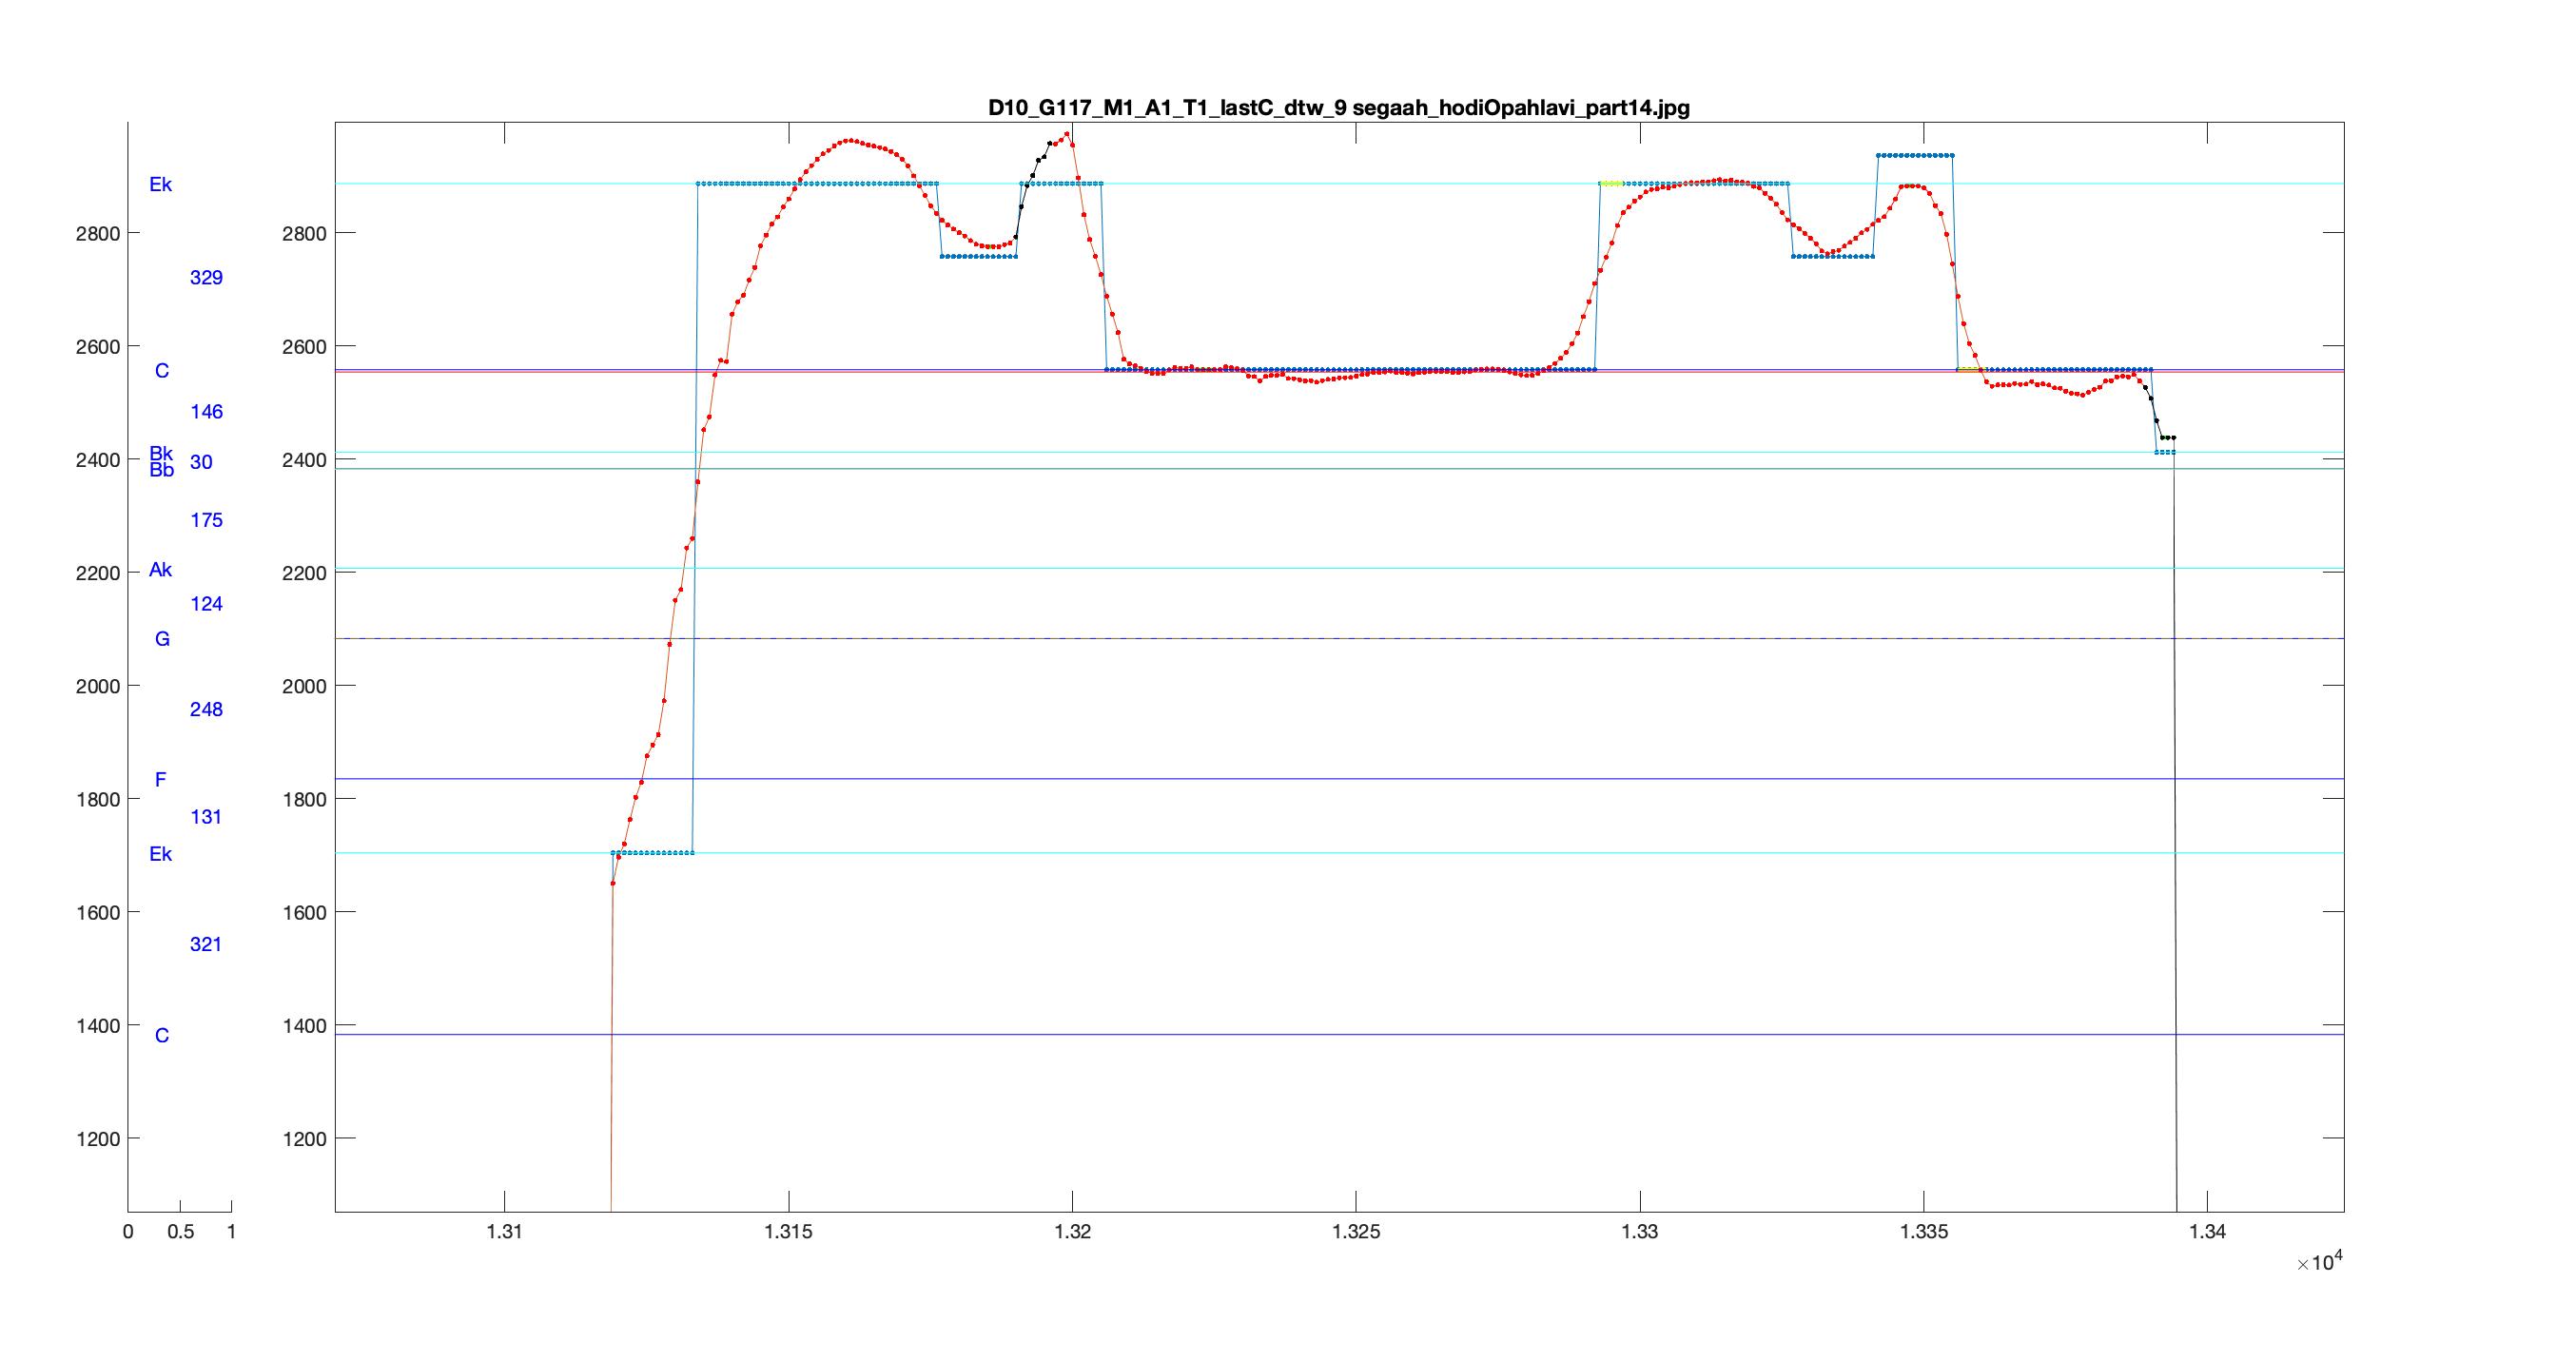 D10_G117_M1_A1_T1_lastC_dtw_9 segaah_hodiOpahlavi_part14.jpg
Ek
2800 2800
329
2600 2600
C
146
Bk
2400 30 2400
Bb
175
2200 Ak 2200
124
G
2000 2000
248
F
1800 1800
131
Ek
1600 1600
321
1400 C 1400
1200 1200
0 0.5 1 1.31 1.315 1.32 1.325 1.33 1.335 1.34
×10^4